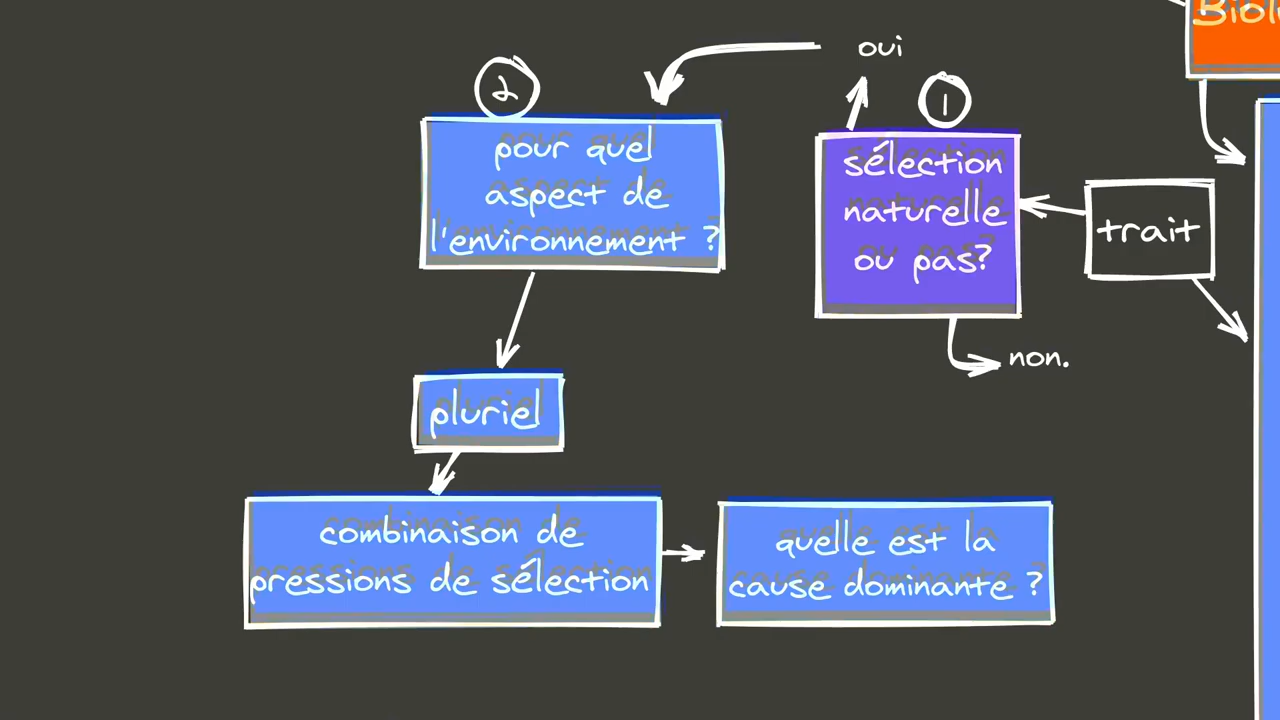 oui
2
1
pour quel
aspect de
l'environnement ?
sélection
naturelle
ou pas?
trait
non.
pluriel
combinaison de
pressions de sélection
quelle est la
cause dominante ?